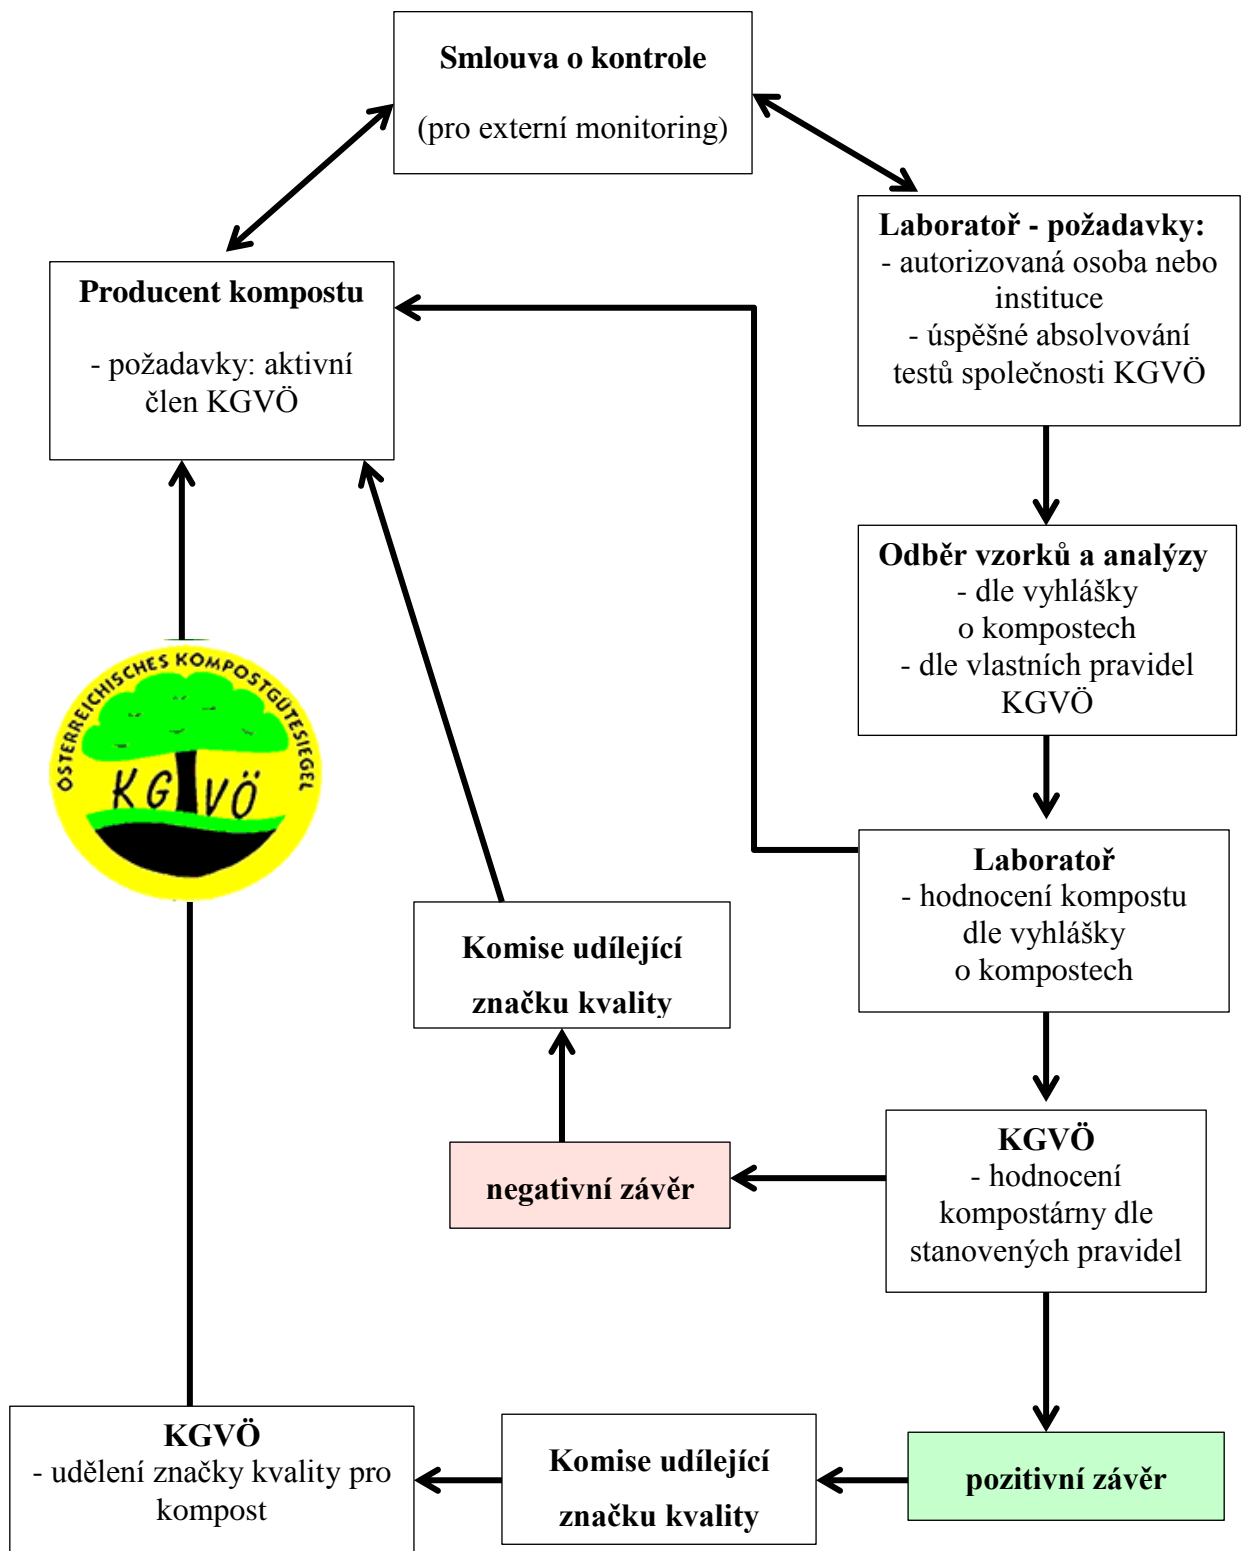 Smlouva o kontrole
(pro externí monitoring)
Laboratoř - požadavky:
- autorizovaná osoba nebo
instituce
- úspěšné absolvování
testů společnosti KGVÖ
Producent kompostu
- požadavky: aktivní
člen KGVÖ
Odběr vzorků a analýzy
- dle vyhlášky
o kompostech
- dle vlastních pravidel
KGVÖ
ÖSTERREICHISCHES KOMPOSTGÜTESIEGEL
KGVÖ
Laboratoř
- hodnocení kompostu
dle vyhlášky
o kompostech
Komise udílející
značku kvality
KGVÖ
- hodnocení
kompostárny dle
stanovených pravidel
negativní závěr
KGVÖ
- udělení značky kvality pro
kompost
Komise udílející
značku kvality
pozitivní závěr